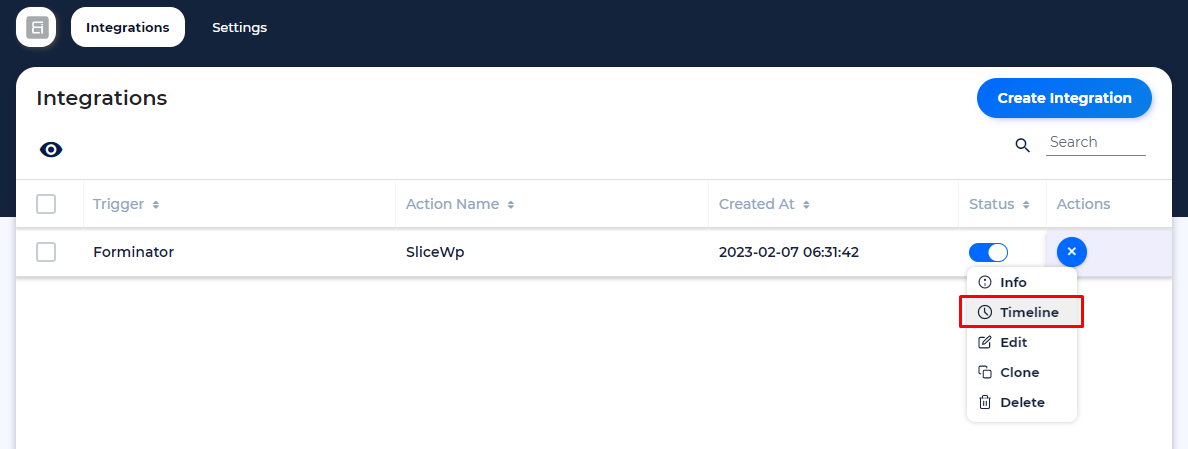 Integrations Settings
Integrations
Create Integration
Search
Trigger Action Name Created At Status Actions
Forminator SliceWp 2023-02-07 06:31:42
Info
Timeline
Edit
Clone
Delete